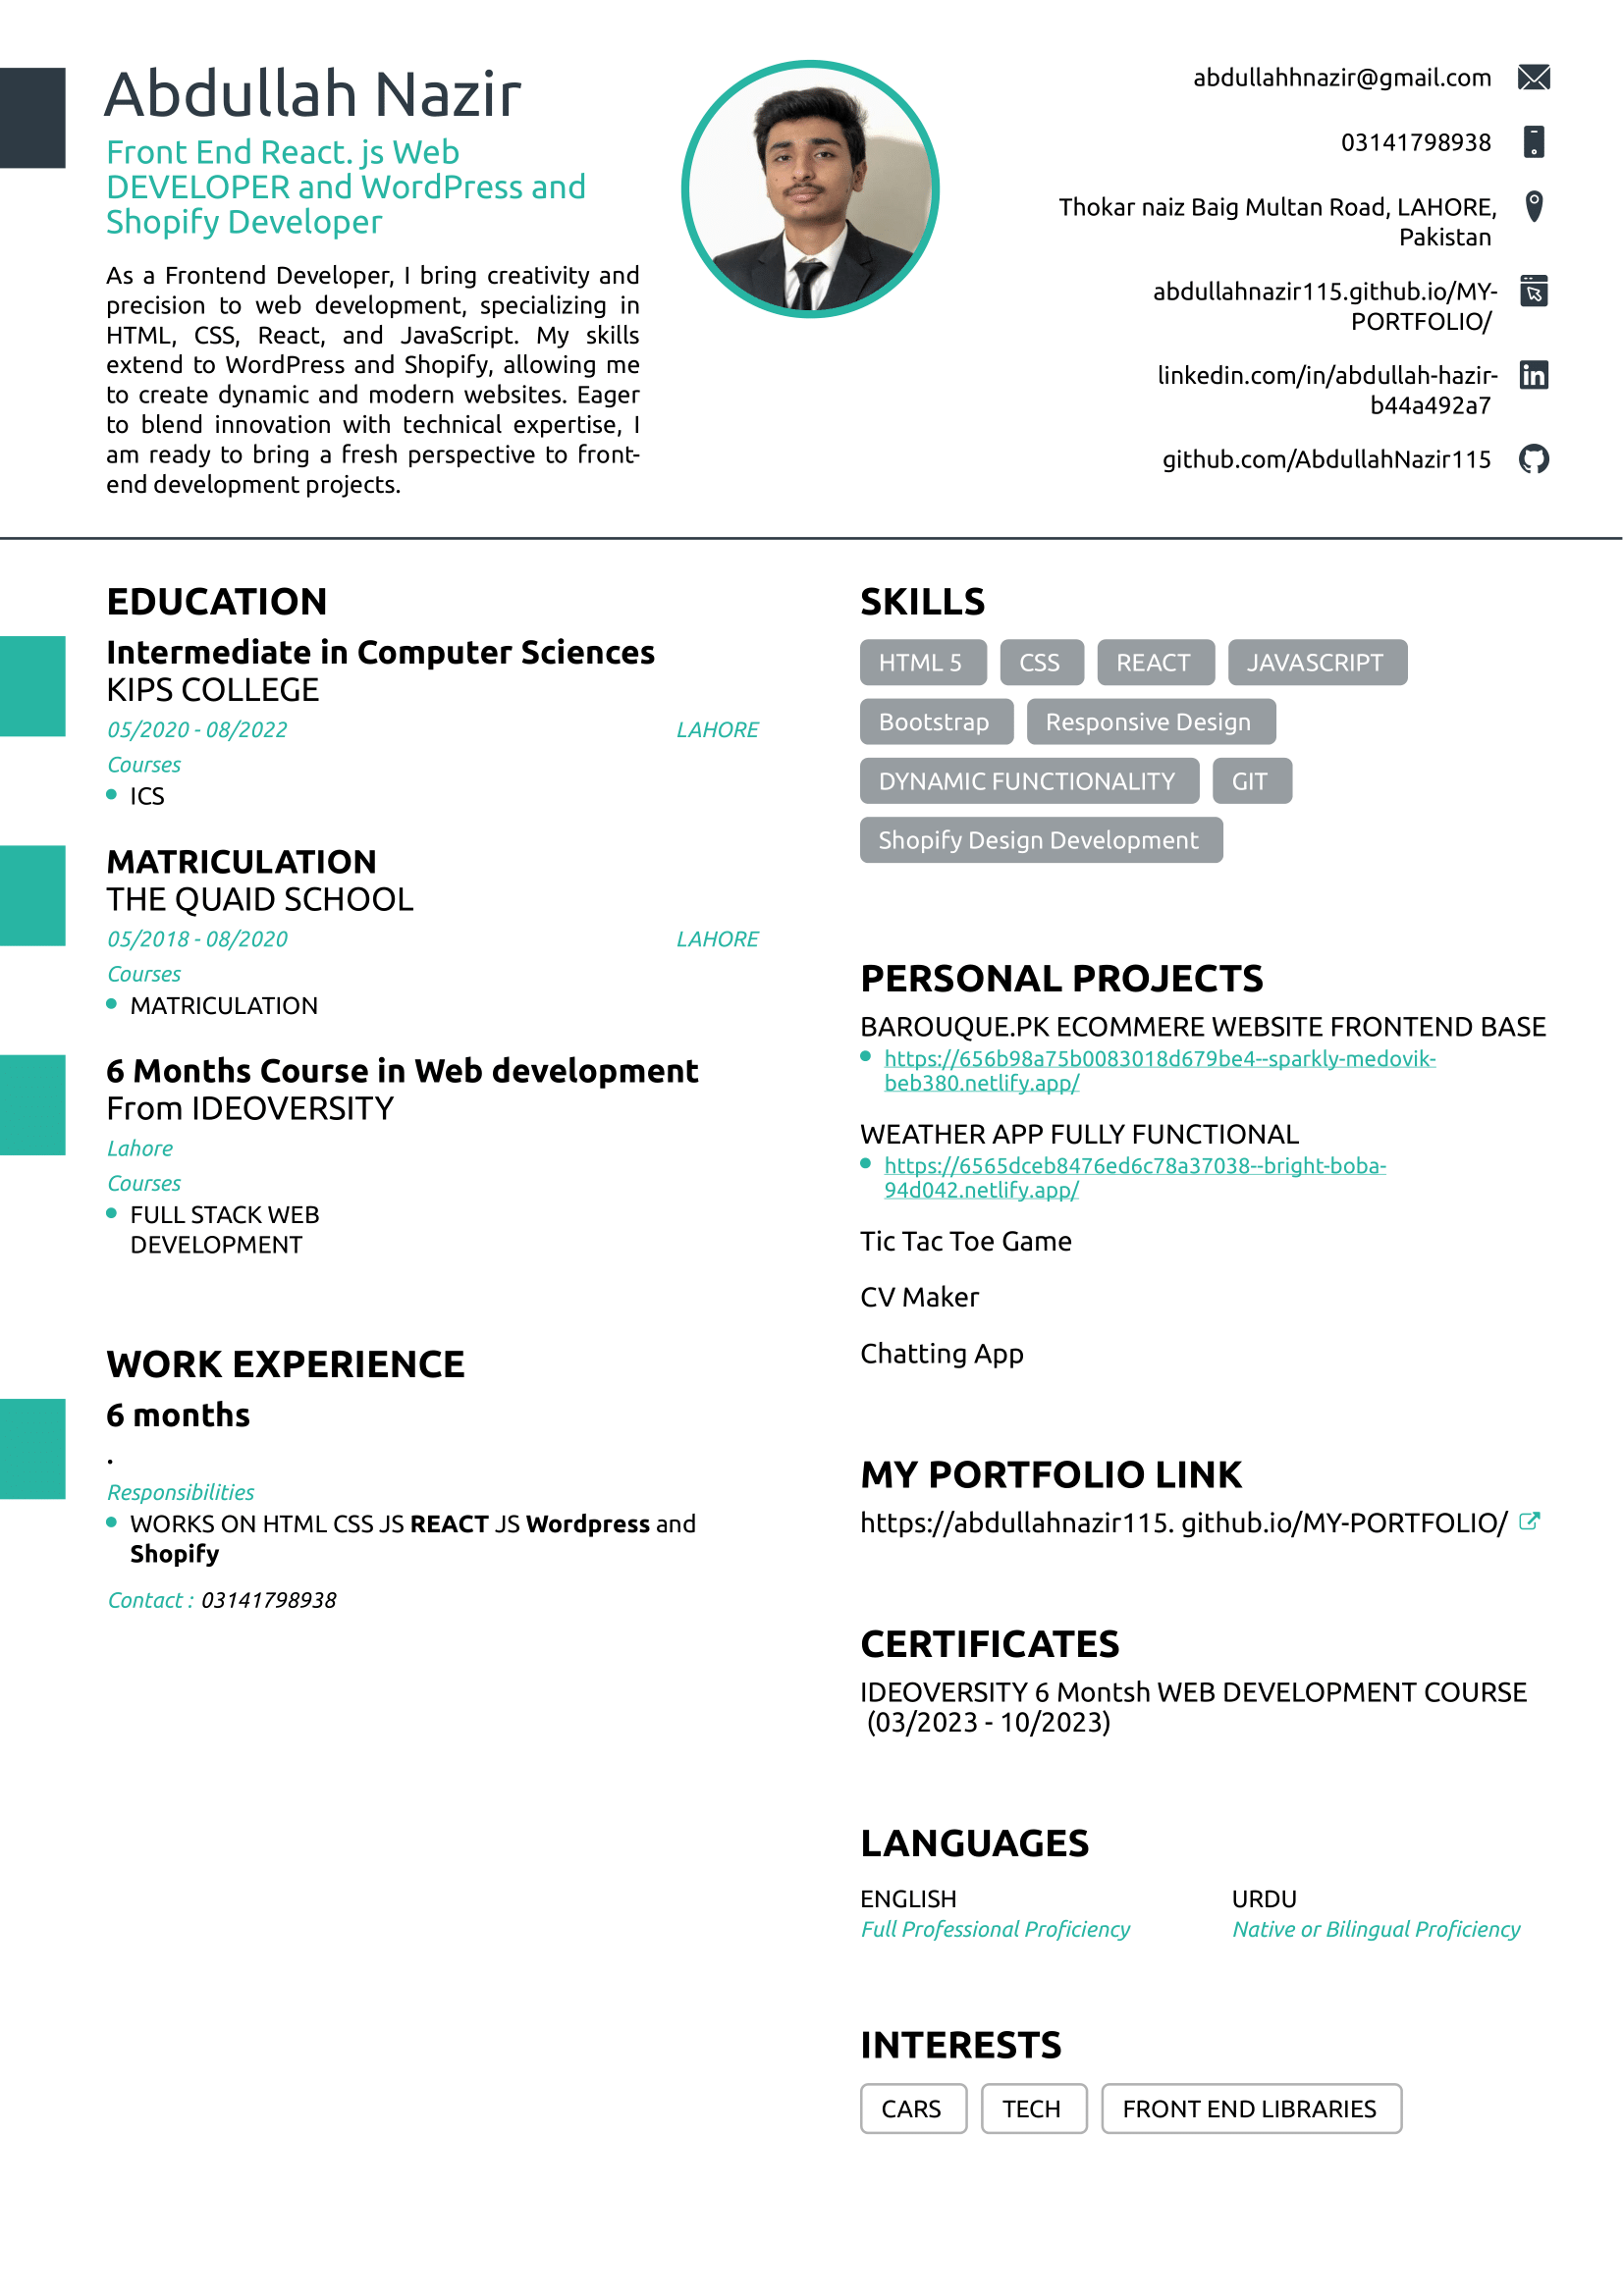 Abdullah Nazir
Front End React. js Web
DEVELOPER and WordPress and
Shopify Developer
As a Frontend Developer, I bring creativity and
precision to web development, specializing in
HTML, CSS, React, and JavaScript. My skills
extend to WordPress and Shopify, allowing me
to create dynamic and modern websites. Eager
to blend innovation with technical expertise, I
am ready to bring a fresh perspective to front-
end development projects.
abdullahhnazir@gmail.com
03141798938
Thokar naiz Baig Multan Road, LAHORE,
Pakistan
abdullahnazir115.github.io/MY-
PORTFOLIO/
linkedin.com/in/abdullah-hazir-
b44a492a7
github.com/AbdullahNazir115
EDUCATION
Intermediate in Computer Sciences
KIPS COLLEGE
05/2020 - 08/2022 LAHORE
Courses
ICS
MATRICULATION
THE QUAID SCHOOL
05/2018 - 08/2020 LAHORE
Courses
MATRICULATION
6 Months Course in Web development
From IDEOVERSITY
Lahore
Courses
FULL STACK WEB
DEVELOPMENT
WORK EXPERIENCE
6 months
.
Responsibilities
WORKS ON HTML CSS JS REACT JS Wordpress and
Shopify
Contact : 03141798938
SKILLS
HTML 5 CSS REACT JAVASCRIPT
Bootstrap Responsive Design
DYNAMIC FUNCTIONALITY GIT
Shopify Design Development
PERSONAL PROJECTS
BAROUQUE.PK ECOMMERE WEBSITE FRONTEND BASE
https://656b98a75b0083018d679be4--sparkly-medovik-
beb380.netlify.app/
WEATHER APP FULLY FUNCTIONAL
https://6565dceb8476ed6c78a37038--bright-boba-
94d042.netlify.app/
Tic Tac Toe Game
CV Maker
Chatting App
MY PORTFOLIO LINK
https://abdullahnazir115. github.io/MY-PORTFOLIO/
CERTIFICATES
IDEOVERSITY 6 Montsh WEB DEVELOPMENT COURSE
(03/2023 - 10/2023)
LANGUAGES
ENGLISH URDU
Full Professional Proficiency Native or Bilingual Proficiency
INTERESTS
CARS TECH FRONT END LIBRARIES